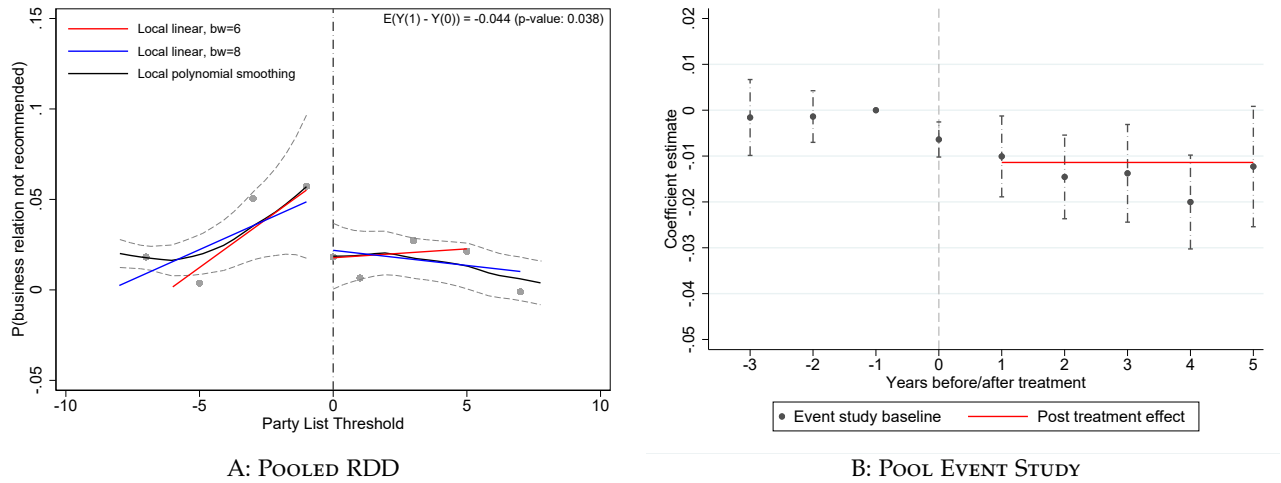 E(Y(1) - Y(0)) = -0.044 (p-value: 0.038)
Local linear, bw=6
Local linear, bw=8
Local polynomial smoothing
P(business relation not recommended)
.15
.1
.05
0
-.05
-10
-5
0
5
10
Party List Threshold
A: POOLED RDD
Coefficient estimate
.02
.01
0
-.01
-.02
-.03
-.04
-.05
-3
-2
-1
0
1
2
3
4
5
Years before/after treatment
Event study baseline
Post treatment effect
B: POOL EVENT STUDY